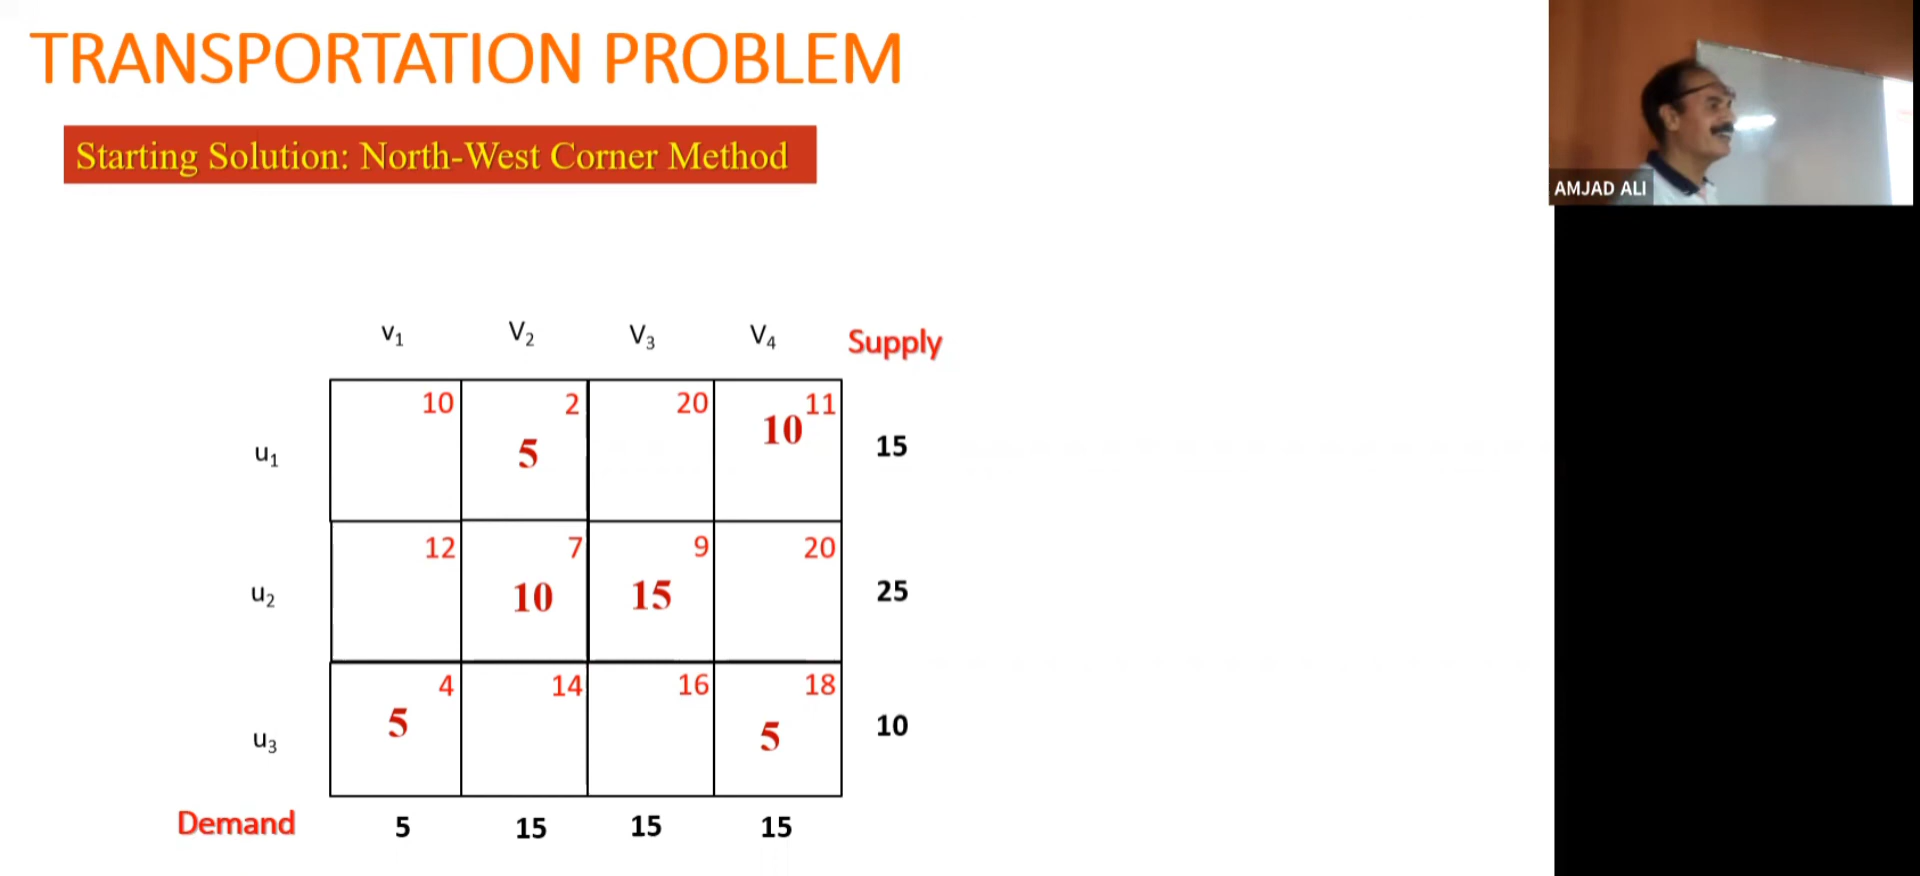 TRANSPORTATION PROBLEM
Starting Solution: North-West Corner Method
AMJAD ALI
v1 V2 V3 V4 Supply
10 2 20 11
u1 5 10 15
12 7 9 20
u2 10 15 25
4 14 16 18
u3 5 5 10
Demand 5 15 15 15